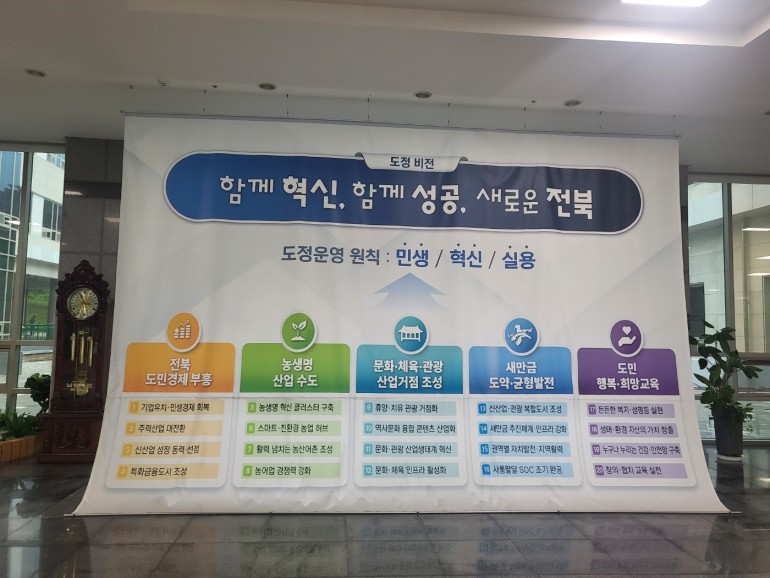 도정 비전
함께 혁신, 함께 성공, 새로운 전북
도정운영 원칙 : 민생 / 혁신 / 실용
전북
도민경제 부흥
1 기업유치·민생경제 회복
2 주력산업 대전환
3 신산업 성장 동력 선점
4 특화금융도시 조성
농생명
산업 수도
5 농생명 혁신 클러스터 구축
6 스마트·친환경 농업 허브
7 활력 넘치는 농산어촌 조성
8 농어업 경쟁력 강화
문화·체육·관광
산업거점 조성
9 휴양·치유 관광 거점화
10 역사문화 융합 콘텐츠 산업화
11 문화·관광 산업생태계 혁신
12 문화·체육 인프라 활성화
새만금
도약·균형발전
13 신산업·관광 복합도시 조성
14 새만금 추진체계·인프라 강화
15 권역별 자치발전·지역활력
16 사통팔달 SOC 조기 완공
도민
행복·희망교육
17 든든한 복지·성평등 실현
18 생태·환경 자산의 가치 창출
19 누구나 누리는 건강·안전망 구축
20 창의·협치 교육 실현